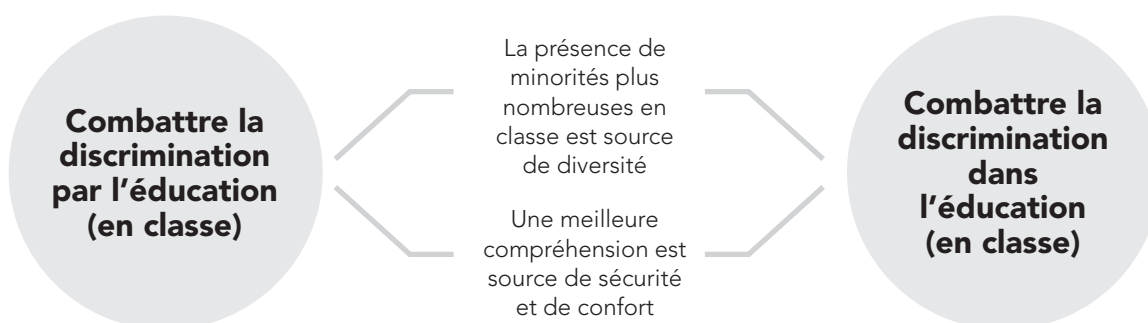 Combattre la
discrimination
par l’éducation
(en classe)
La présence de
minorités plus
nombreuses en
classe est source
de diversité
Une meilleure
compréhension est
source de sécurité
et de confort
Combattre la
discrimination
dans
l’éducation
(en classe)